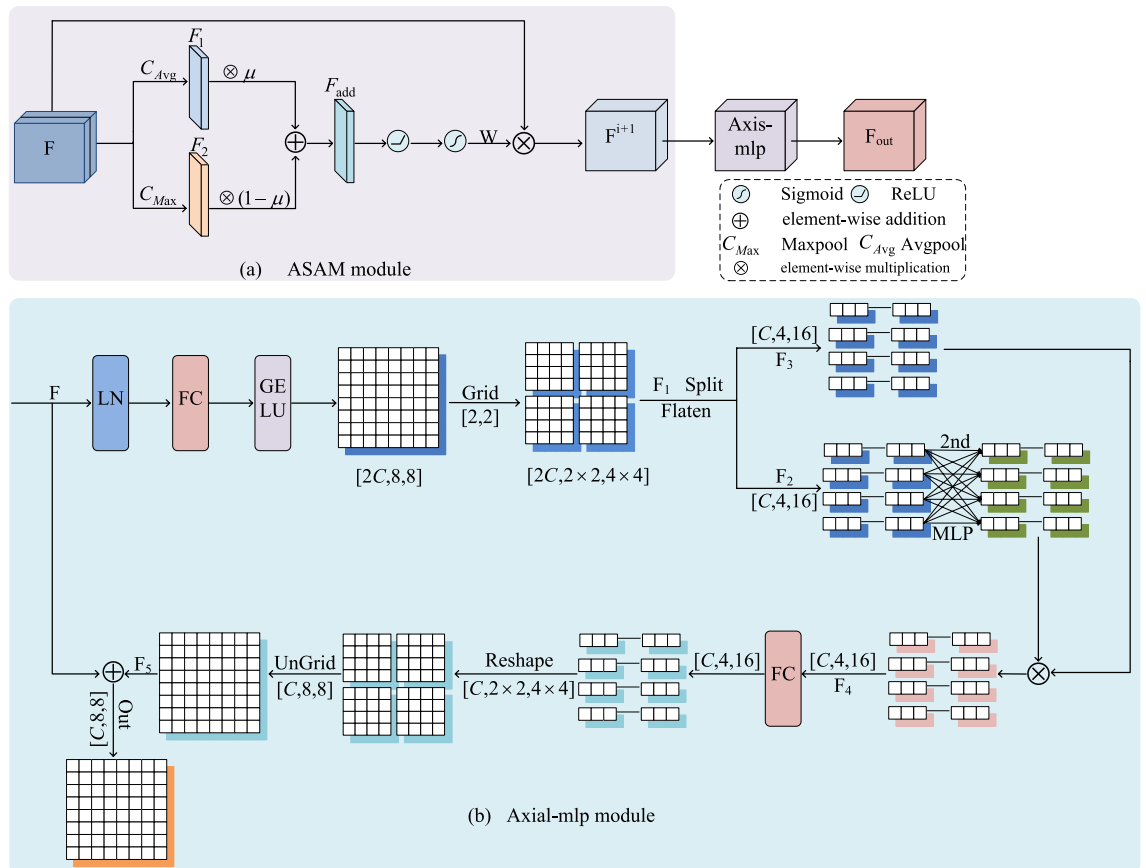 F
C_Avg
F_1
⊗ μ
C_Max
F_2
⊗ (1 − μ)
F_add
W
F^{i+1}
Axis-
mlp
F_out
Sigmoid ReLU
element-wise addition
C_Max Maxpool C_Avg Avgpool
element-wise multiplication
(a) ASAM module
F
LN
FC
GE
LU
[2C,8,8]
Grid
[2,2]
[2C,2×2,4×4]
F_1 Split
Flaten
[C,4,16]
F_3
F_2
[C,4,16]
2nd
MLP
[C,4,16]
F_4
FC
[C,4,16]
Reshape
[C,2×2,4×4]
UnGrid
[C,8,8]
F_5
Out
[C,8,8]
(b) Axial-mlp module